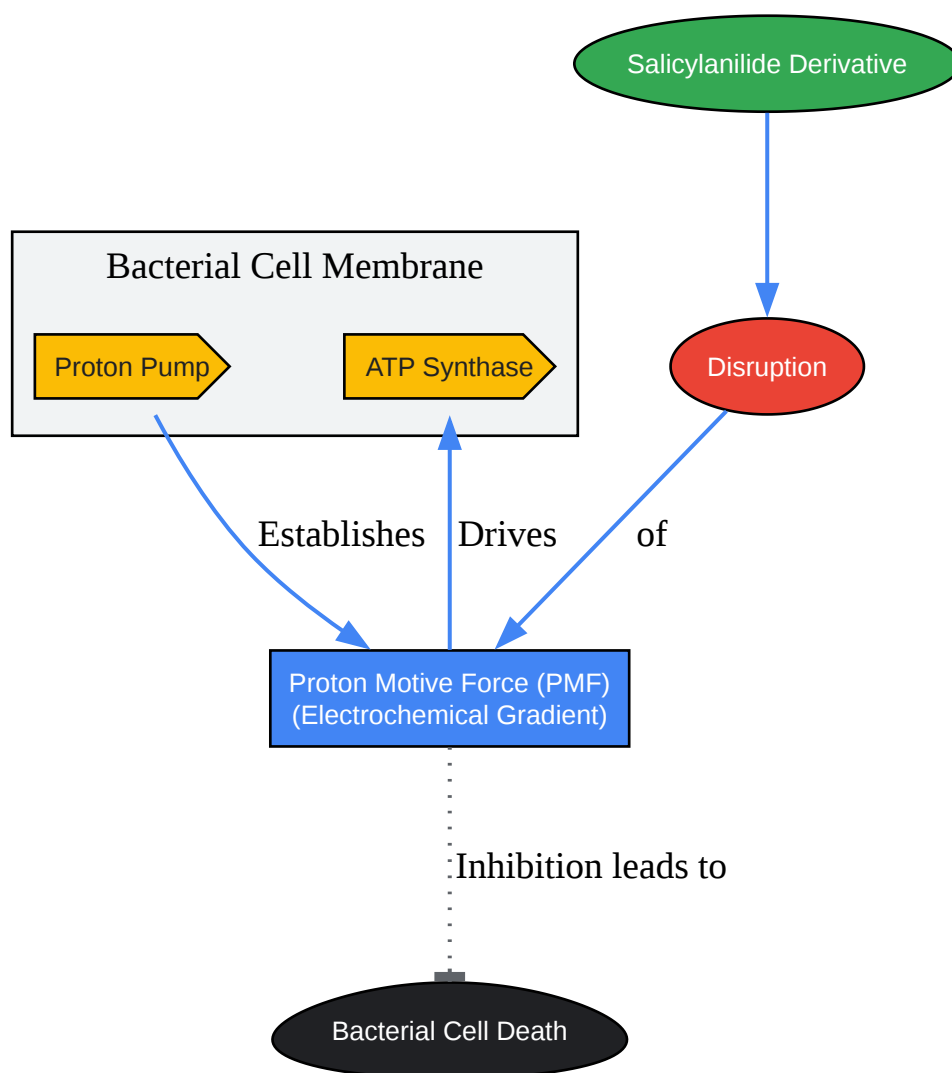 Salicylanilide Derivative
Bacterial Cell Membrane
Proton Pump
ATP Synthase
Disruption
Establishes
Drives
of
Proton Motive Force (PMF)
(Electrochemical Gradient)
Inhibition leads to
Bacterial Cell Death